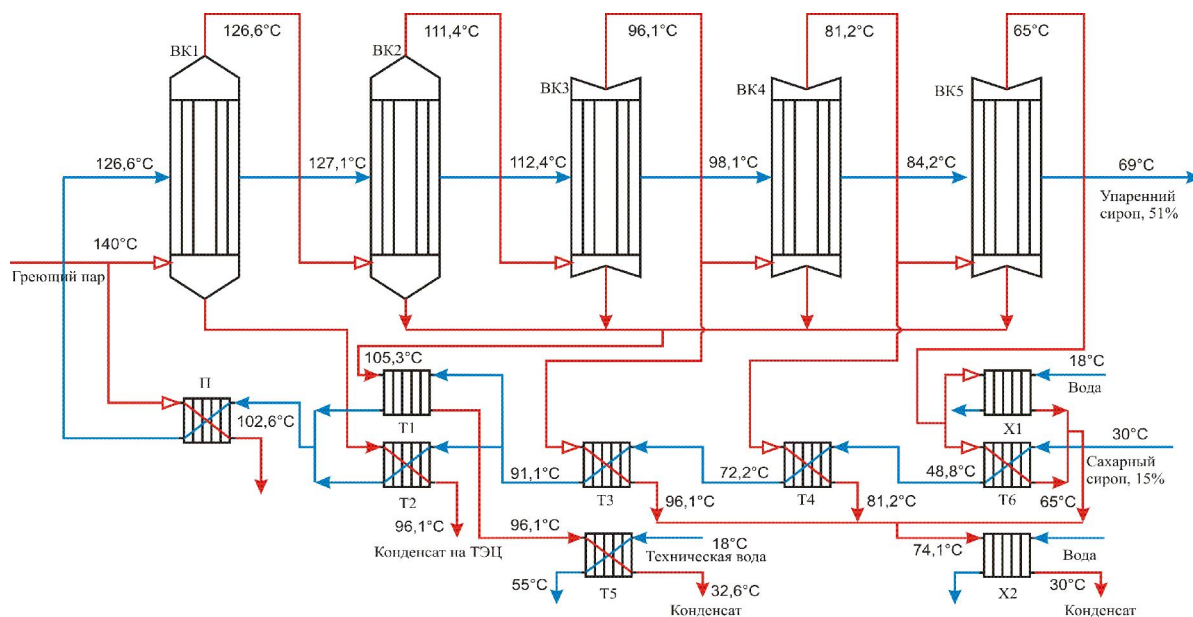 126,6°C
111,4°C
96,1°C
81,2°C
65°C
ВК1
ВК2
ВК3
ВК4
ВК5
126,6°C
127,1°C
112,4°C
98,1°C
84,2°C
69°C
Упаренний
сироп, 51%
140°C
Греющий пар
105,3°C
18°C
Вода
П
102,6°C
Т1
Х1
30°C
91,1°C
72,2°C
48,8°C
Сахарный
сироп, 15%
Т2
Т3
96,1°C
Т4
81,2°C
Т6
65°C
96,1°C
Конденсат на ТЭЦ
96,1°C
18°C
Техническая вода
74,1°C
Вода
55°C
Т5
32,6°C
Конденсат
Х2
30°C
Конденсат